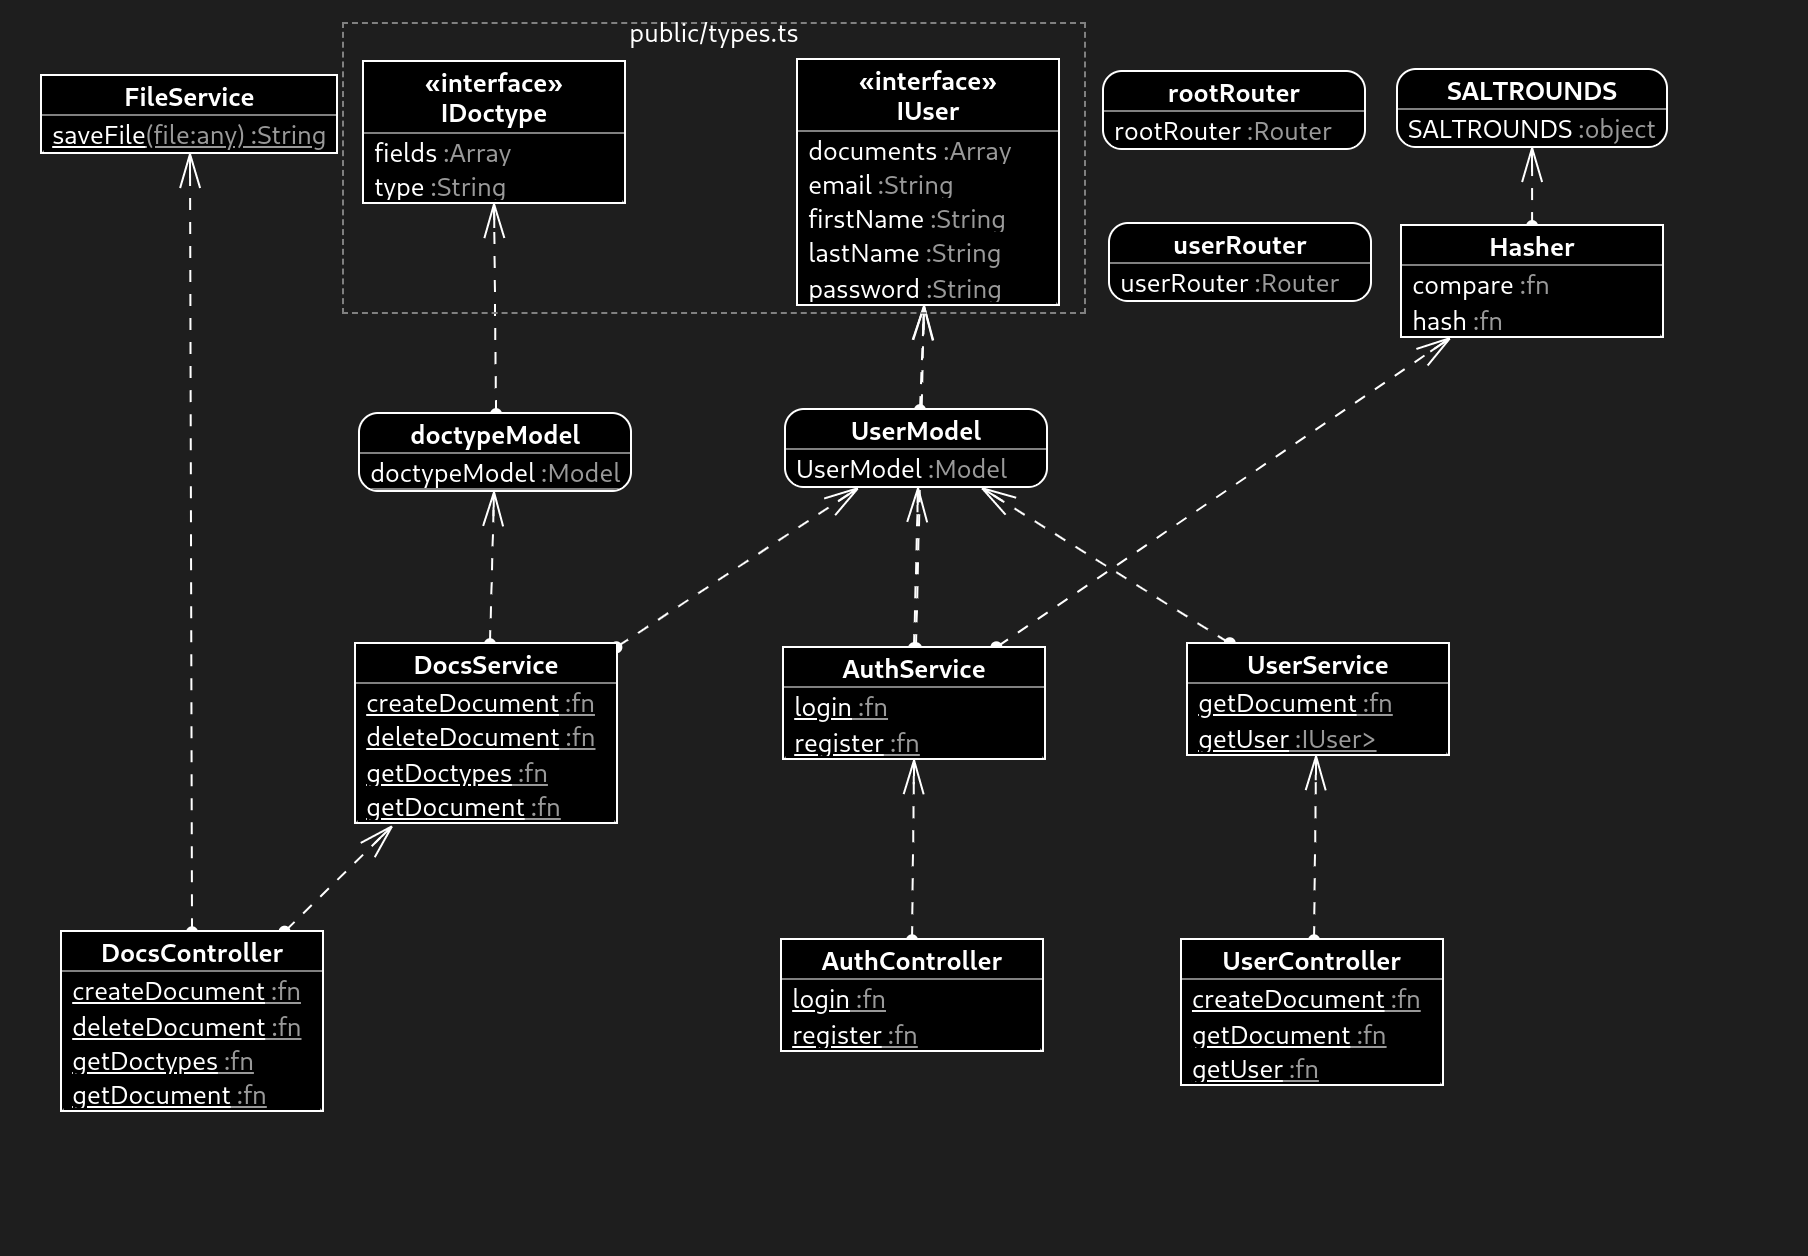 public/types.ts
FileService
saveFile(file:any) :String
«interface»
IDoctype
fields :Array
type :String
«interface»
IUser
documents :Array
email :String
firstName :String
lastName :String
password :String
rootRouter
rootRouter :Router
SALTROUNDS
SALTROUNDS :object
userRouter
userRouter :Router
Hasher
compare :fn
hash :fn
doctypeModel
doctypeModel :Model
UserModel
UserModel :Model
DocsService
createDocument :fn
deleteDocument :fn
getDoctypes :fn
getDocument :fn
AuthService
login :fn
register :fn
UserService
getDocument :fn
getUser :IUser>
DocsController
createDocument :fn
deleteDocument :fn
getDoctypes :fn
getDocument :fn
AuthController
login :fn
register :fn
UserController
createDocument :fn
getDocument :fn
getUser :fn